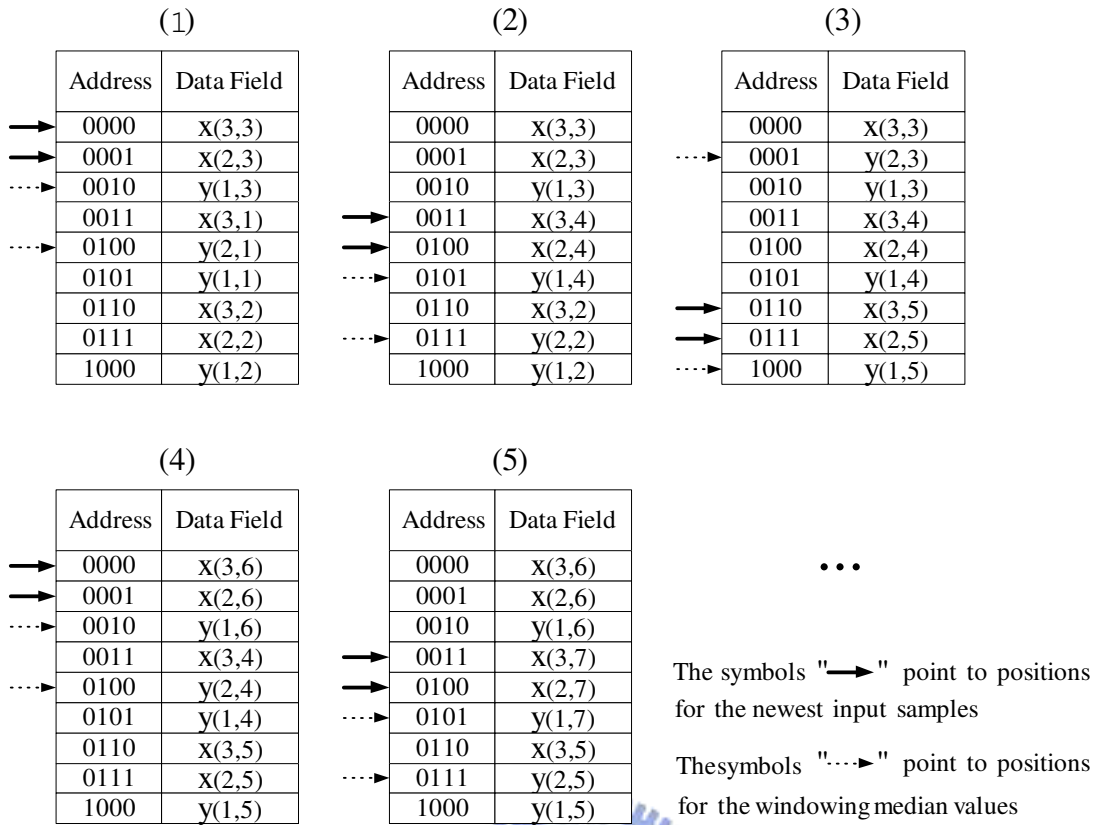 (1)
Address Data Field
0000 x(3,3)
0001 x(2,3)
0010 y(1,3)
0011 x(3,1)
0100 y(2,1)
0101 y(1,1)
0110 x(3,2)
0111 x(2,2)
1000 y(1,2)
(2)
Address Data Field
0000 x(3,3)
0001 x(2,3)
0010 y(1,3)
0011 x(3,4)
0100 x(2,4)
0101 y(1,4)
0110 x(3,2)
0111 y(2,2)
1000 y(1,2)
(3)
Address Data Field
0000 x(3,3)
0001 y(2,3)
0010 y(1,3)
0011 x(3,4)
0100 x(2,4)
0101 y(1,4)
0110 x(3,5)
0111 x(2,5)
1000 y(1,5)
(4)
Address Data Field
0000 x(3,6)
0001 x(2,6)
0010 y(1,6)
0011 x(3,4)
0100 y(2,4)
0101 y(1,4)
0110 x(3,5)
0111 x(2,5)
1000 y(1,5)
(5)
Address Data Field
0000 x(3,6)
0001 x(2,6)
0010 y(1,6)
0011 x(3,7)
0100 x(2,7)
0101 y(1,7)
0110 x(3,5)
0111 y(2,5)
1000 y(1,5)
...
The symbols "→" point to positions
for the newest input samples
Thesymbols "····►" point to positions
for the windowing median values